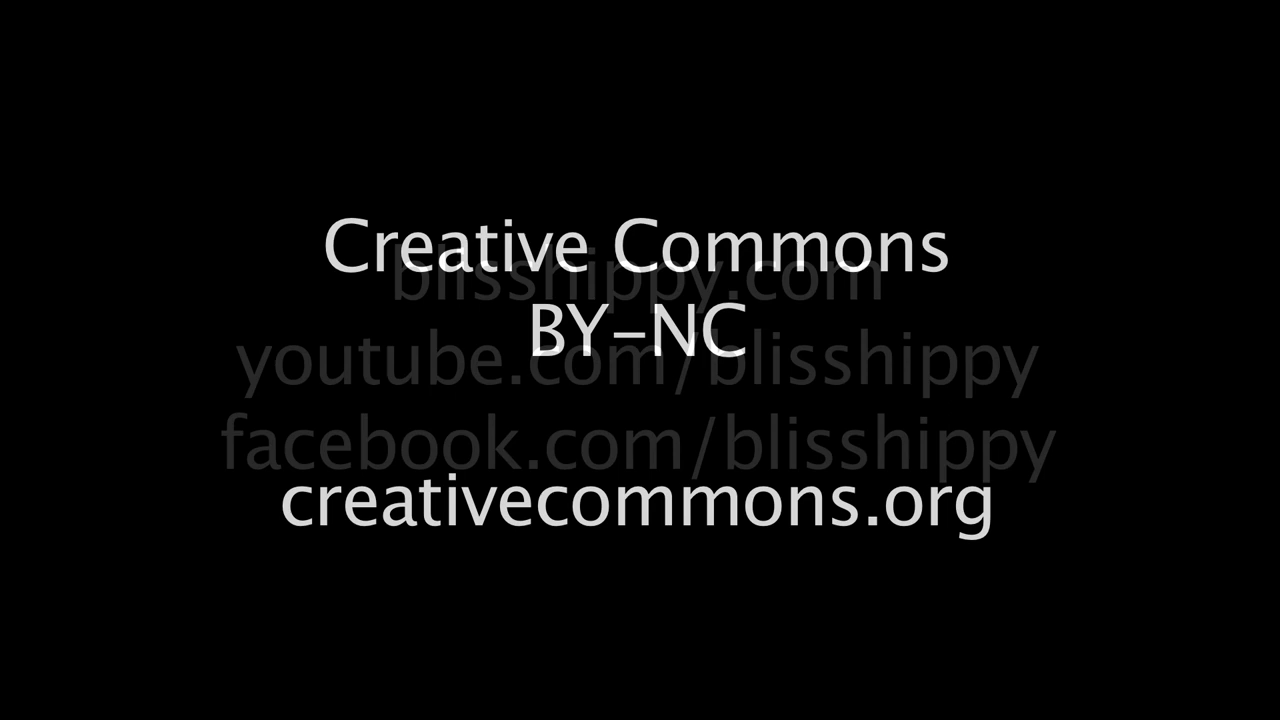 Creative Commons
blisshippy.com
BY-NC
youtube.com/blisshippy
facebook.com/blisshippy
creativecommons.org